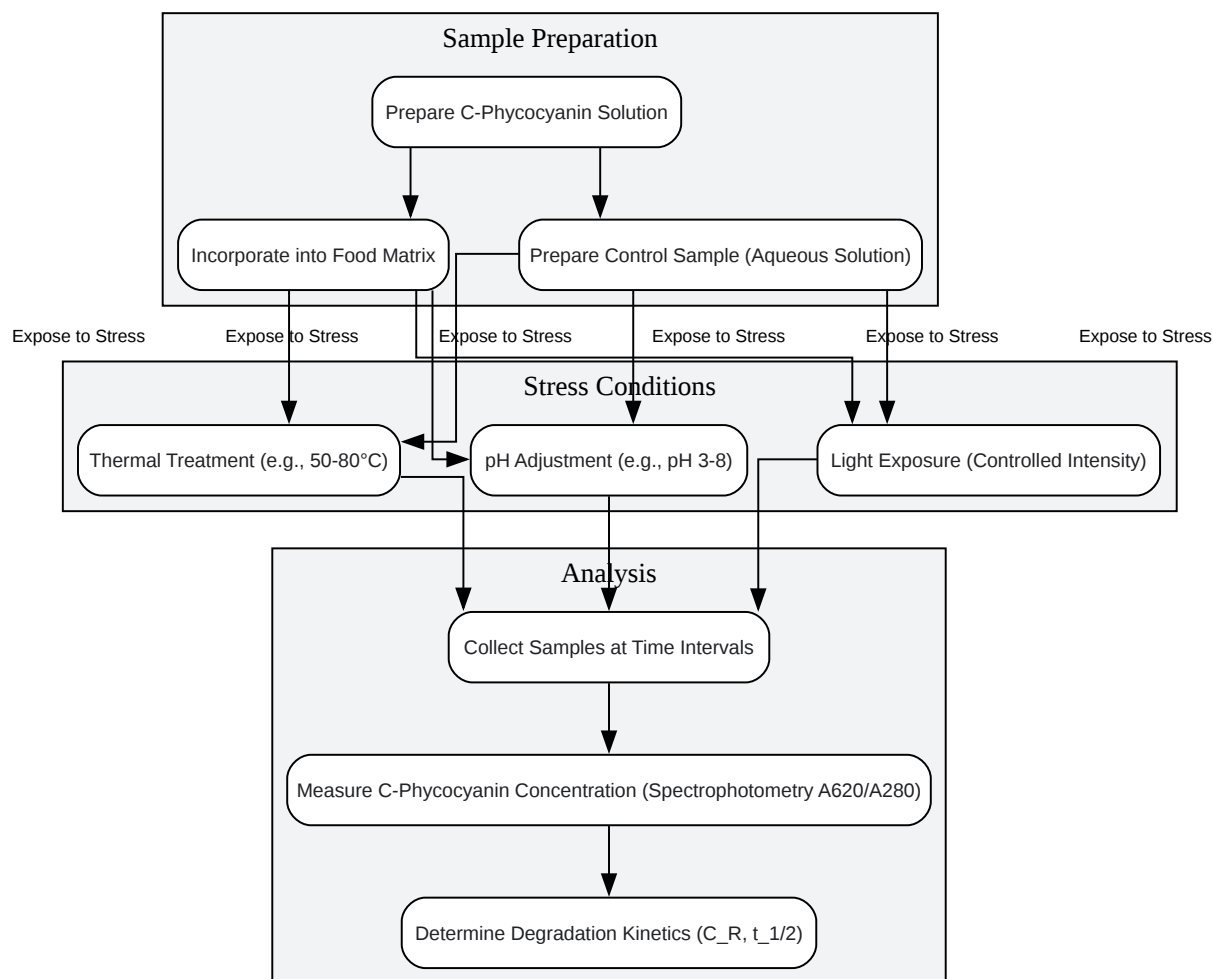 Sample Preparation
Prepare C-Phycocyanin Solution
Incorporate into Food Matrix
Prepare Control Sample (Aqueous Solution)
Expose to Stress
Expose to Stress
Expose to Stress
Expose to Stress
Expose to Stress
Expose to Stress
Stress Conditions
Thermal Treatment (e.g., 50-80°C)
pH Adjustment (e.g., pH 3-8)
Light Exposure (Controlled Intensity)
Analysis
Collect Samples at Time Intervals
Measure C-Phycocyanin Concentration (Spectrophotometry A620/A280)
Determine Degradation Kinetics (C_R, t_1/2)